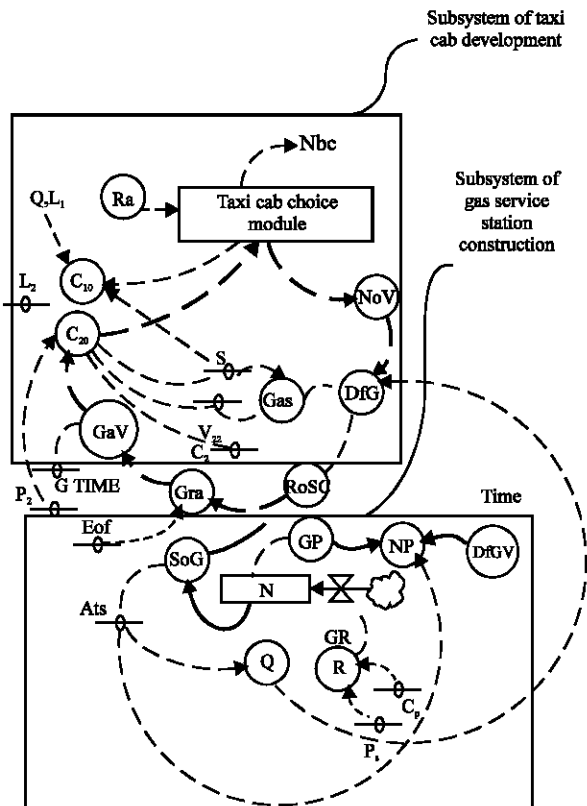 Subsystem of taxi
cab development
Nbc
Subsystem of
gas service
station
construction
Ra
Taxi cab choice
module
Q,L₁
C₁₀
L₂
NoV
C₂₀
S
Gas
DfG
GaV
V₂₂
C₂
G TIME
Gra
RoSC
P₂
Time
Eof
GP
NP
DfGV
SoG
N
Ats
GR
Q
R
Cₚ
P₁